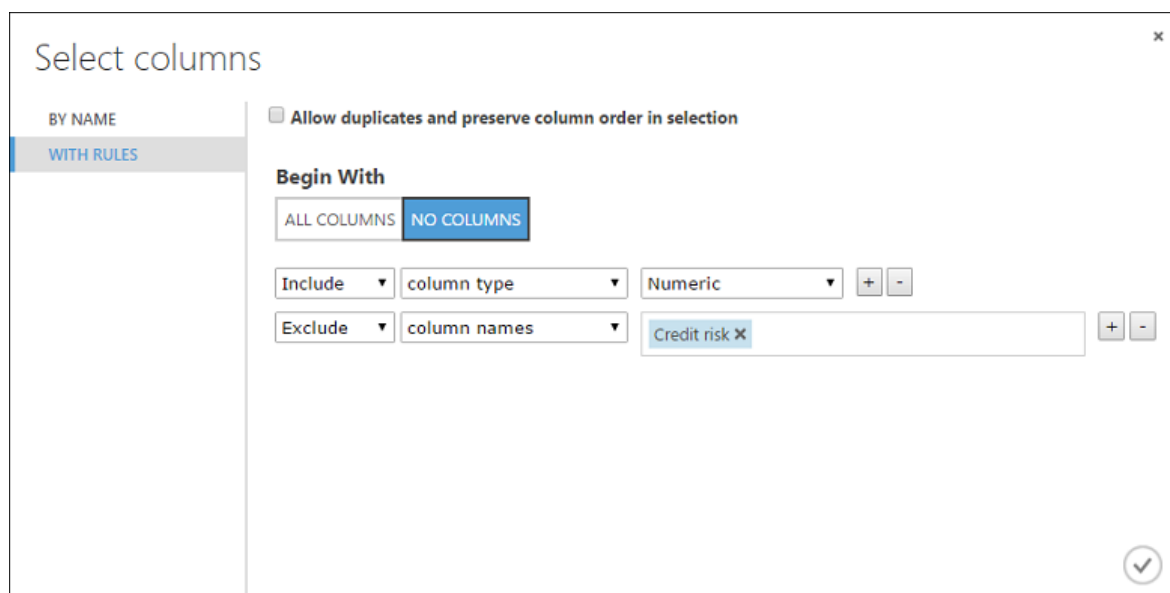 Select columns
×
BY NAME
WITH RULES
Allow duplicates and preserve column order in selection
Begin With
ALL COLUMNS NO COLUMNS
Include column type Numeric + -
Exclude column names Credit risk × + -